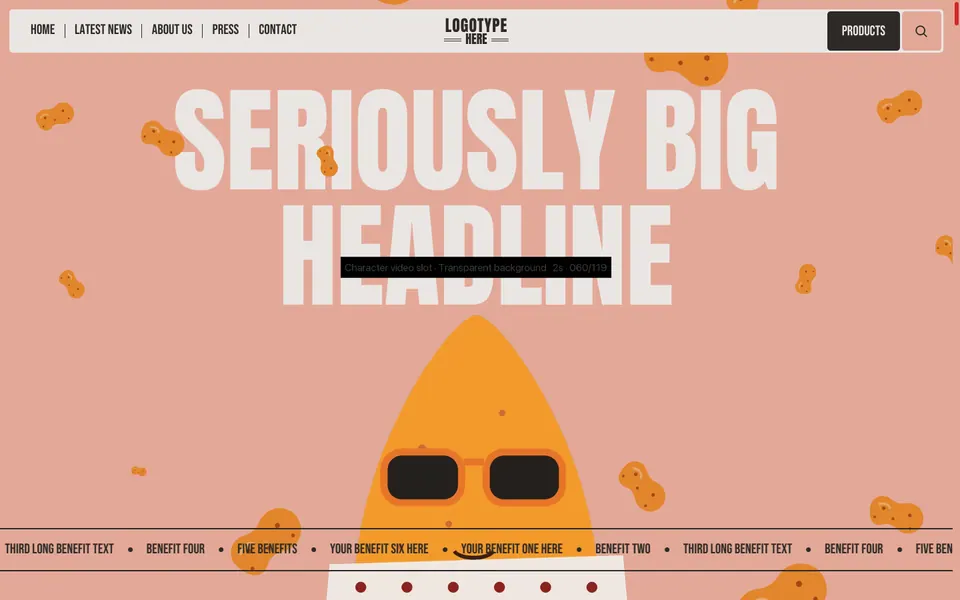 HOME | LATEST NEWS | ABOUT US | PRESS | CONTACT
LOGOTYPE
HERE
PRODUCTS
SERIOUSLY BIG
HEADLINE
Character video slot · Transparent background 2s 060/119
THIRD LONG BENEFIT TEXT • BENEFIT FOUR • FIVE BENEFITS • YOUR BENEFIT SIX HERE • YOUR BENEFIT ONE HERE • BENEFIT TWO • THIRD LONG BENEFIT TEXT • BENEFIT FOUR • FIVE BEN